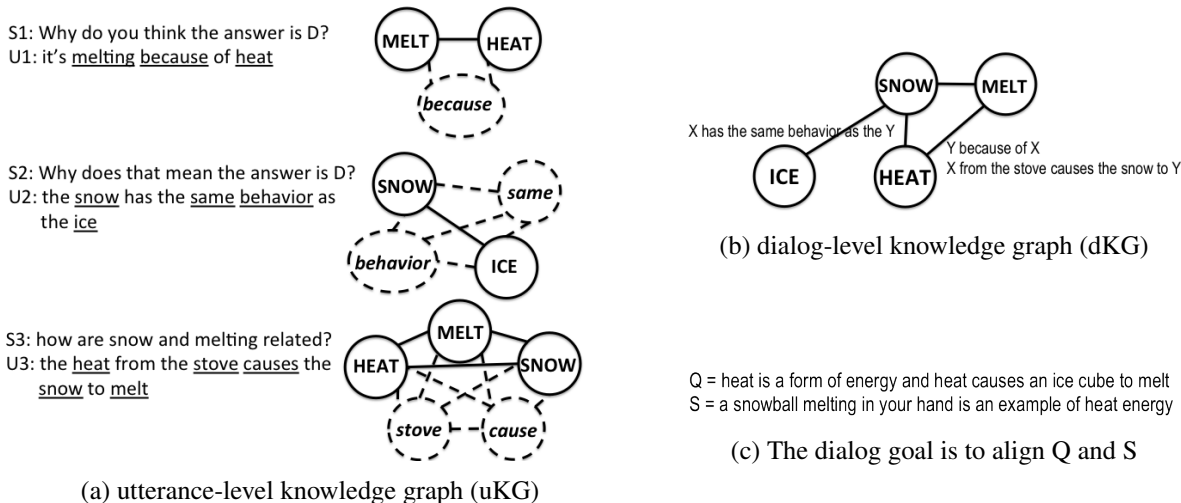 S1: Why do you think the answer is D?
U1: it's melting because of heat
MELT
HEAT
because
S2: Why does that mean the answer is D?
U2: the snow has the same behavior as
the ice
SNOW
same
behavior
ICE
S3: how are snow and melting related?
U3: the heat from the stove causes the
snow to melt
MELT
HEAT
SNOW
stove
cause
(a) utterance-level knowledge graph (uKG)
SNOW
MELT
X has the same behavior as the Y
Y because of X
X from the stove causes the snow to Y
ICE
HEAT
(b) dialog-level knowledge graph (dKG)
Q = heat is a form of energy and heat causes an ice cube to melt
S = a snowball melting in your hand is an example of heat energy
(c) The dialog goal is to align Q and S